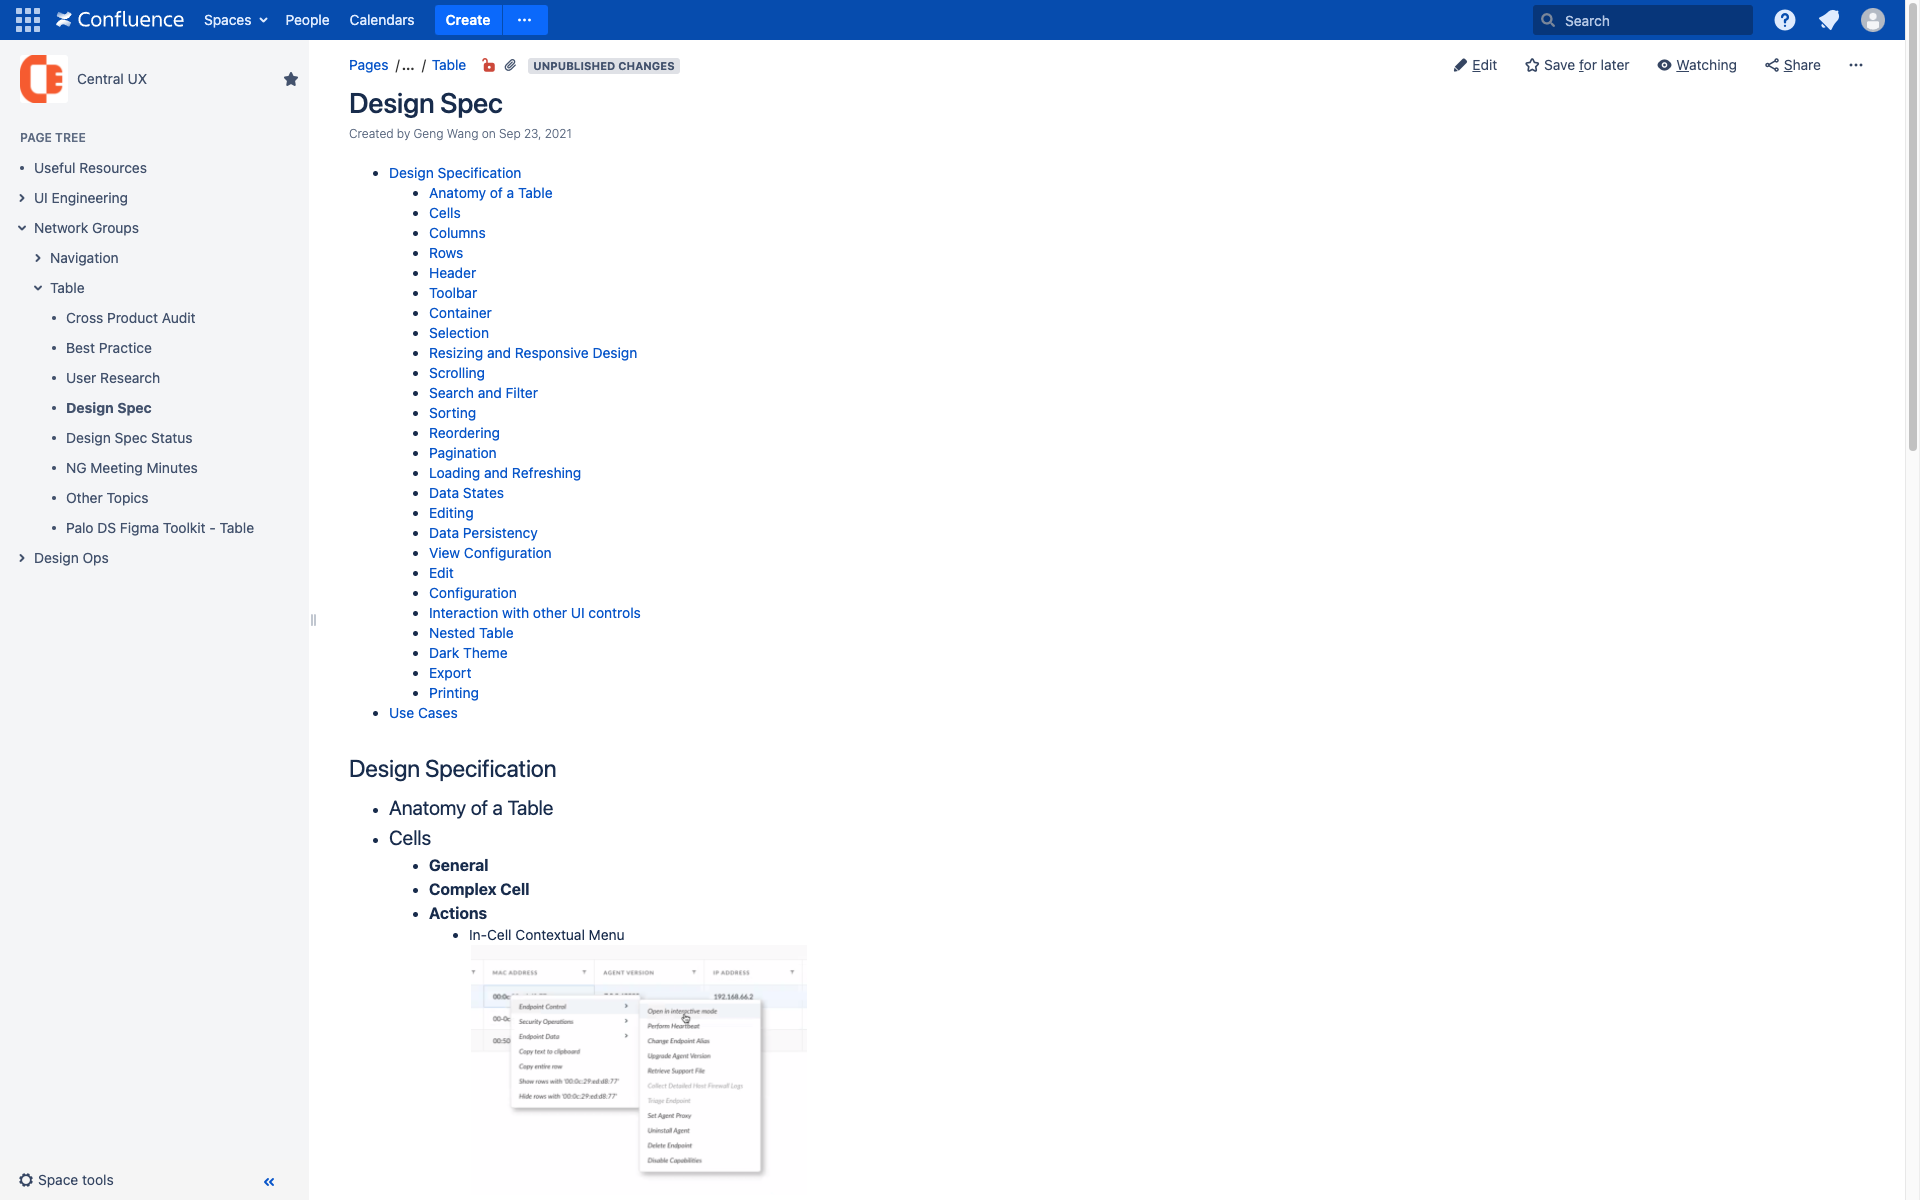 Confluence Spaces People Calendars Create Search
Central UX
PAGE TREE
Useful Resources
UI Engineering
Network Groups
Navigation
Table
Cross Product Audit
Best Practice
User Research
Design Spec
Design Spec Status
NG Meeting Minutes
Other Topics
Palo DS Figma Toolkit - Table
Design Ops
Space tools
Pages /... / Table UNPUBLISHED CHANGES Edit Save for later Watching Share
Design Spec
Created by Geng Wang on Sep 23, 2021
Design Specification
Anatomy of a Table
Cells
Columns
Rows
Header
Toolbar
Container
Selection
Resizing and Responsive Design
Scrolling
Search and Filter
Sorting
Reordering
Pagination
Loading and Refreshing
Data States
Editing
Data Persistency
View Configuration
Edit
Configuration
Interaction with other UI controls
Nested Table
Dark Theme
Export
Printing
Use Cases
Design Specification
Anatomy of a Table
Cells
General
Complex Cell
Actions
In-Cell Contextual Menu
MAC ADDRESS AGENT VERSION IP ADDRESS
192.168.66.2
Endpoint Control
Security Operations
Endpoint Data
Copy text to clipboard
Copy entire row
Show rows with '00:0c:29:ed:d8:77'
Hide rows with '00:0c:29:ed:d8:77'
Open in interactive mode
Perform Heartbeat
Change Endpoint Alias
Upgrade Agent Version
Retrieve Support File
Collect Detailed Host Firewall Logs
Triage Endpoint
Set Agent Proxy
Uninstall Agent
Delete Endpoint
Disable Capabilities